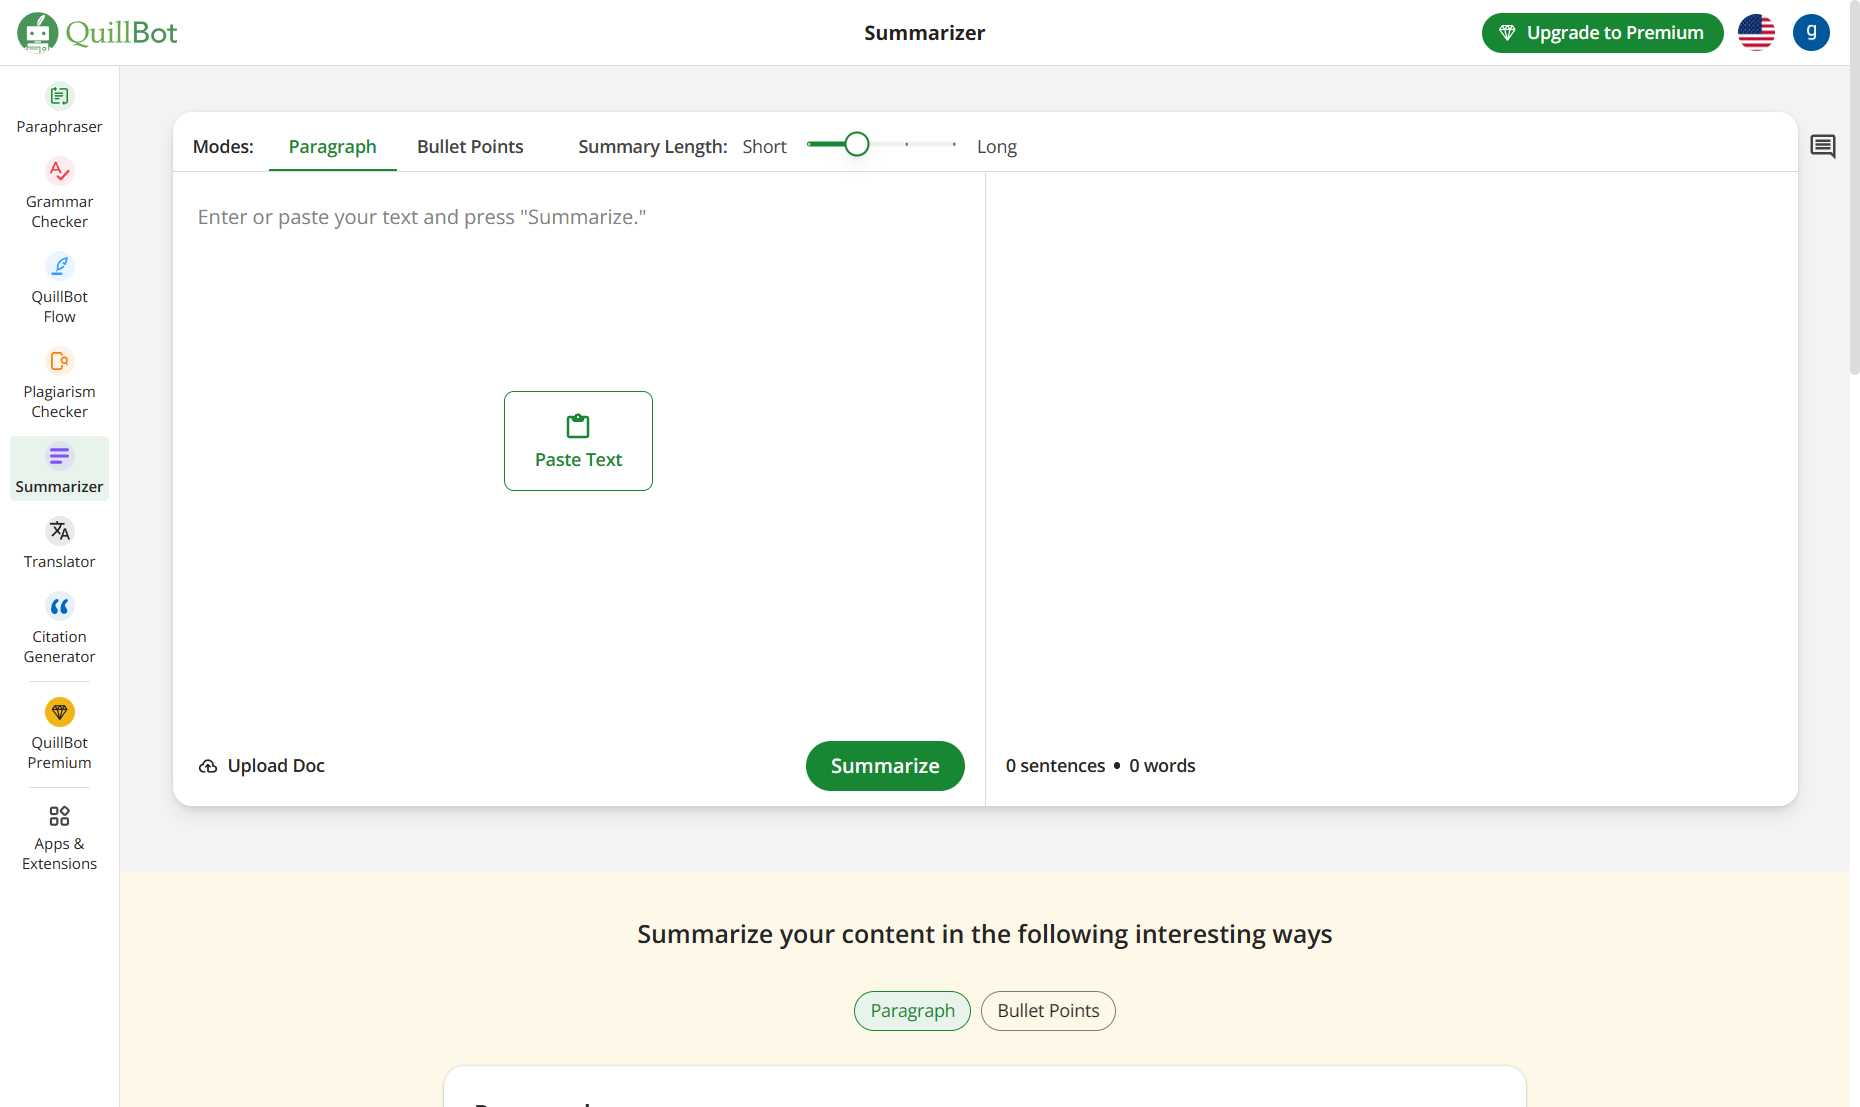 QuillBot
Summarizer
Upgrade to Premium
g
Paraphraser
Grammar
Checker
QuillBot
Flow
Plagiarism
Checker
Summarizer
Translator
Citation
Generator
QuillBot
Premium
Apps &
Extensions
Modes: Paragraph Bullet Points Summary Length: Short Long
Enter or paste your text and press "Summarize."
Paste Text
Upload Doc
Summarize
0 sentences • 0 words
Summarize your content in the following interesting ways
Paragraph
Bullet Points